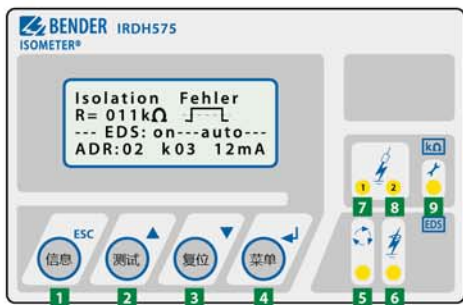 BENDER IRDH575
ISOMETER®
Isolation Fehler
R= 011kΩ
--- EDS: on---auto---
ADR:02 k03 12mA
kΩ
1 2
7 8 9
ESC
EDS
信息 测试 复位 菜单
1 2 3 4 5 6